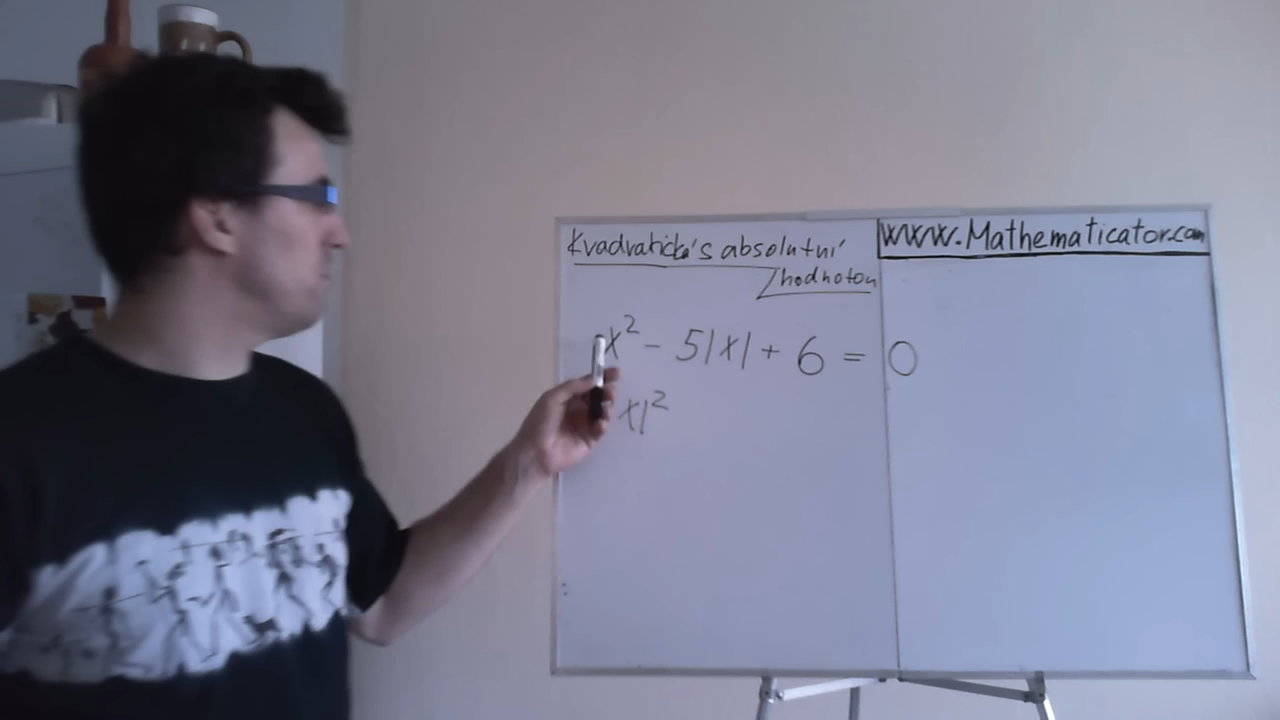 Kvadratická s absolutní
hodnotou
www.Mathematicator.com
x² - 5|x| + 6 = 0
x|²